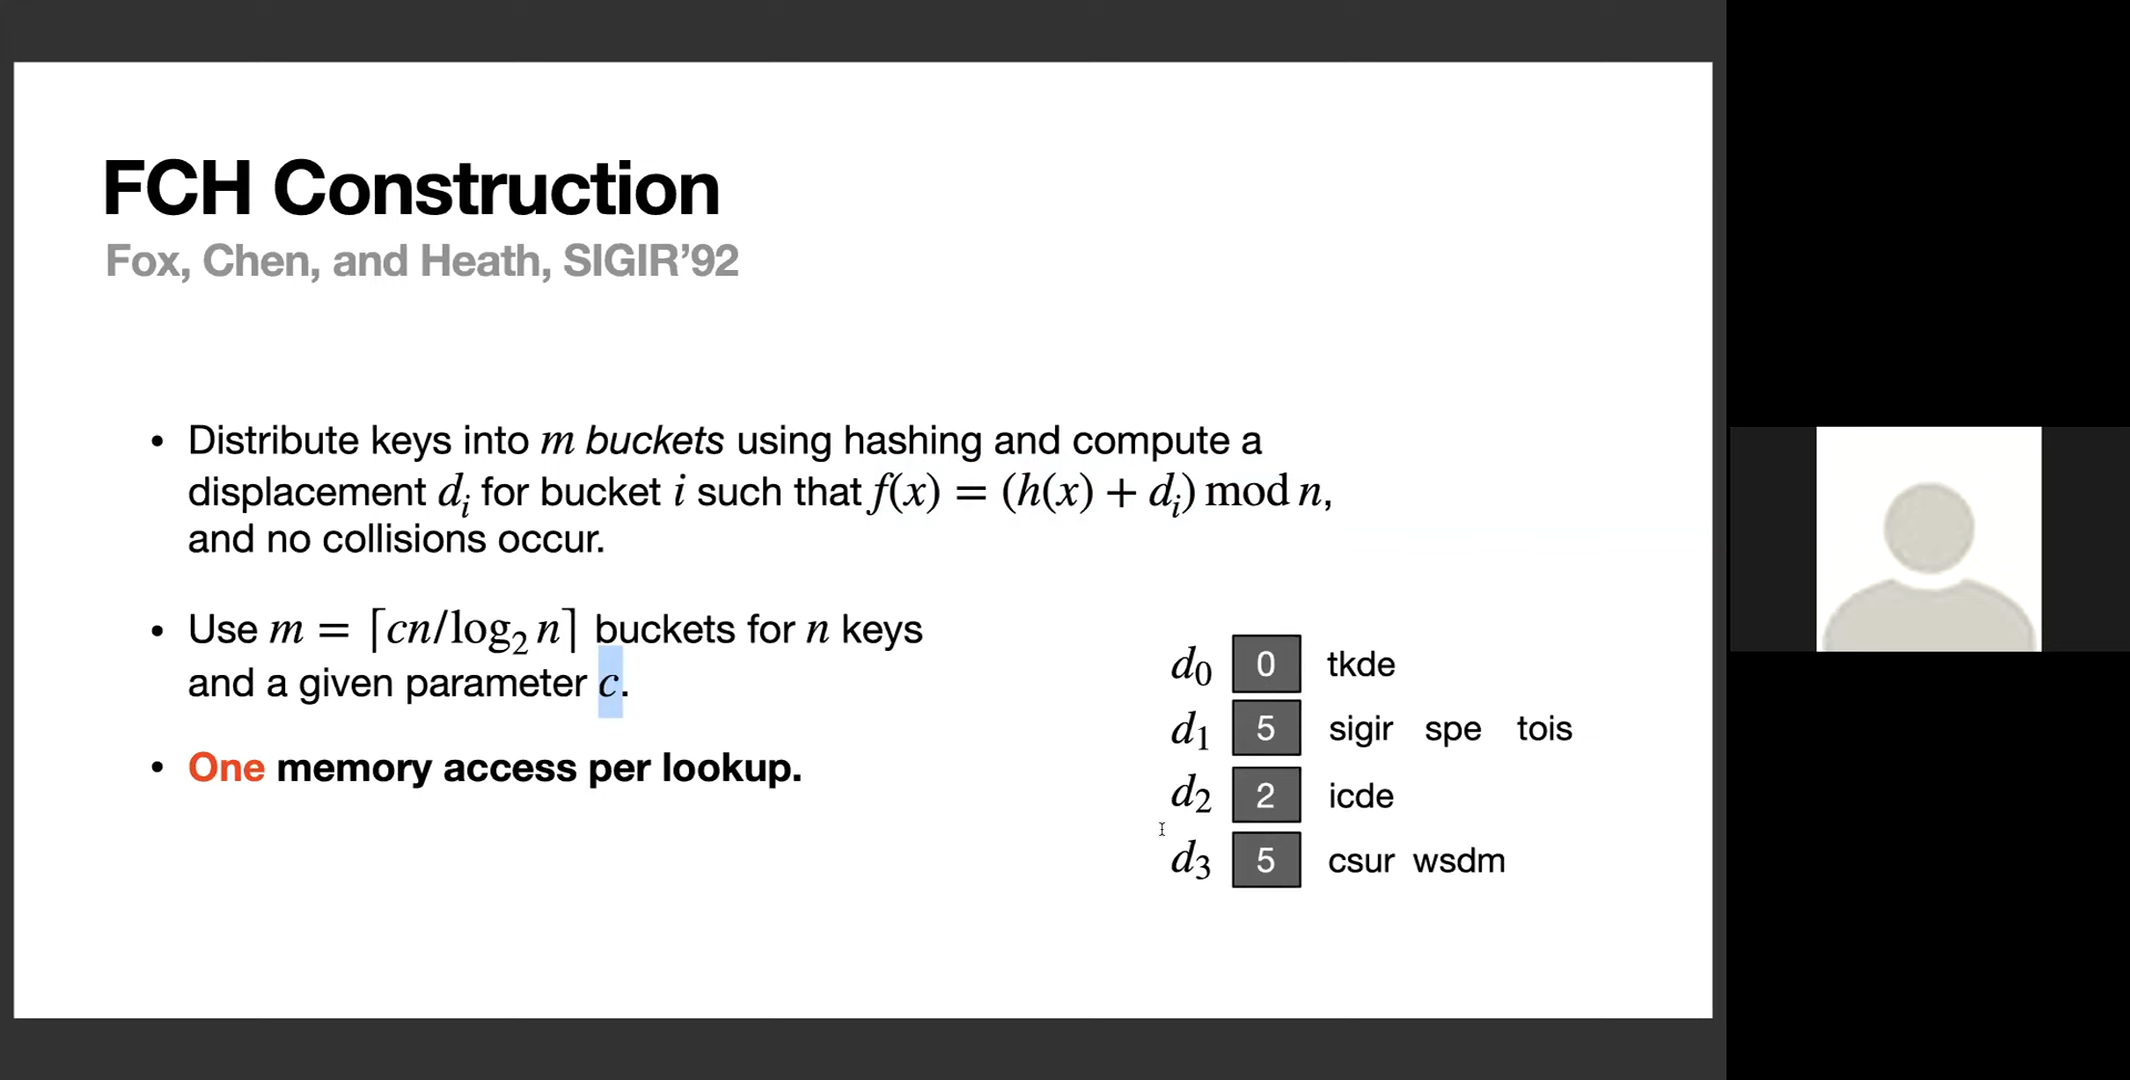 FCH Construction
Fox, Chen, and Heath, SIGIR’92
• Distribute keys into m buckets using hashing and compute a
displacement dᵢ for bucket i such that f(x) = (h(x) + dᵢ) mod n,
and no collisions occur.
• Use m = ⌈cn/log₂ n⌉ buckets for n keys
and a given parameter c.
• One memory access per lookup.
d₀ 0 tkde
d₁ 5 sigir spe tois
d₂ 2 icde
d₃ 5 csur wsdm